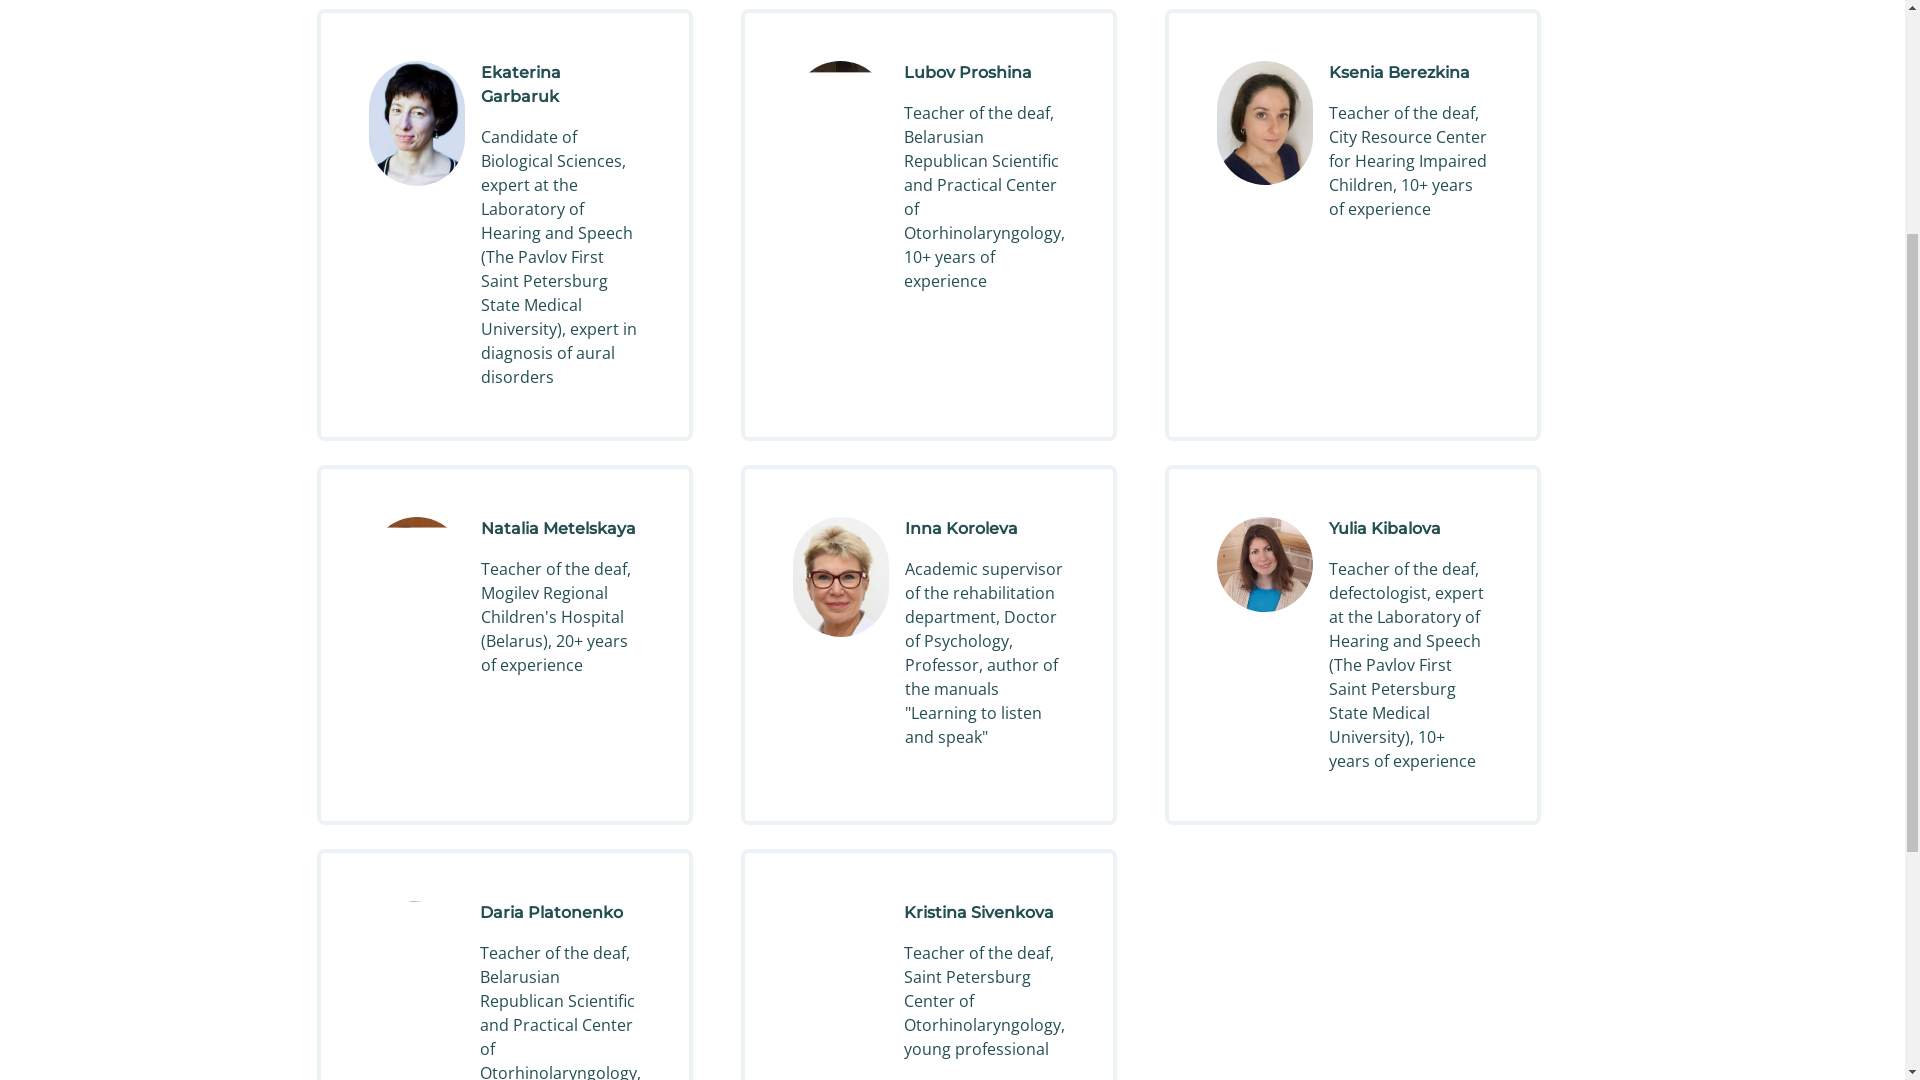 Ekaterina
Garbaruk
Candidate of
Biological Sciences,
expert at the
Laboratory of
Hearing and Speech
(The Pavlov First
Saint Petersburg
State Medical
University), expert in
diagnosis of aural
disorders
Lubov Proshina
Teacher of the deaf,
Belarusian
Republican Scientific
and Practical Center
of
Otorhinolaryngology,
10+ years of
experience
Ksenia Berezkina
Teacher of the deaf,
City Resource Center
for Hearing Impaired
Children, 10+ years
of experience
Natalia Metelskaya
Teacher of the deaf,
Mogilev Regional
Children's Hospital
(Belarus), 20+ years
of experience
Inna Koroleva
Academic supervisor
of the rehabilitation
department, Doctor
of Psychology,
Professor, author of
the manuals
"Learning to listen
and speak"
Yulia Kibalova
Teacher of the deaf,
defectologist, expert
at the Laboratory of
Hearing and Speech
(The Pavlov First
Saint Petersburg
State Medical
University), 10+
years of experience
Daria Platonenko
Teacher of the deaf,
Belarusian
Republican Scientific
and Practical Center
of
Otorhinolaryngology,
Kristina Sivenkova
Teacher of the deaf,
Saint Petersburg
Center of
Otorhinolaryngology,
young professional